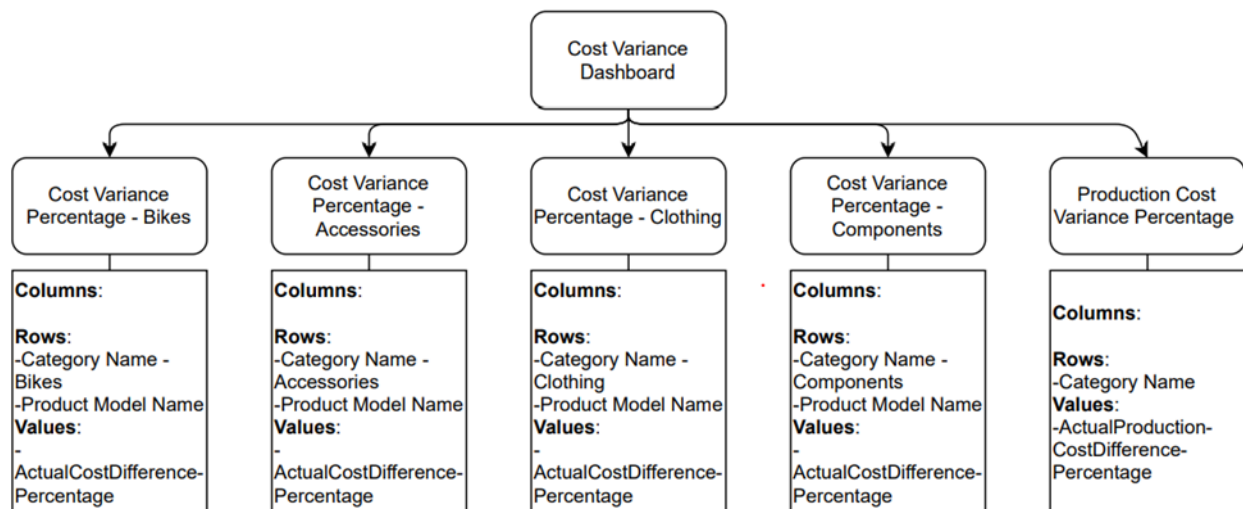 Cost Variance
Dashboard
Cost Variance
Percentage - Bikes
Cost Variance
Percentage -
Accessories
Cost Variance
Percentage - Clothing
Cost Variance
Percentage -
Components
Production Cost
Variance Percentage
Columns:
Rows:
-Category Name -
Bikes
-Product Model Name
Values:
-
ActualCostDifference-
Percentage
Columns:
Rows:
-Category Name -
Accessories
-Product Model Name
Values:
-
ActualCostDifference-
Percentage
Columns:
Rows:
-Category Name -
Clothing
-Product Model Name
Values:
-
ActualCostDifference-
Percentage
Columns:
Rows:
-Category Name -
Components
-Product Model Name
Values:
-
ActualCostDifference-
Percentage
Columns:
Rows:
-Category Name
Values:
-ActualProduction-
CostDifference-
Percentage